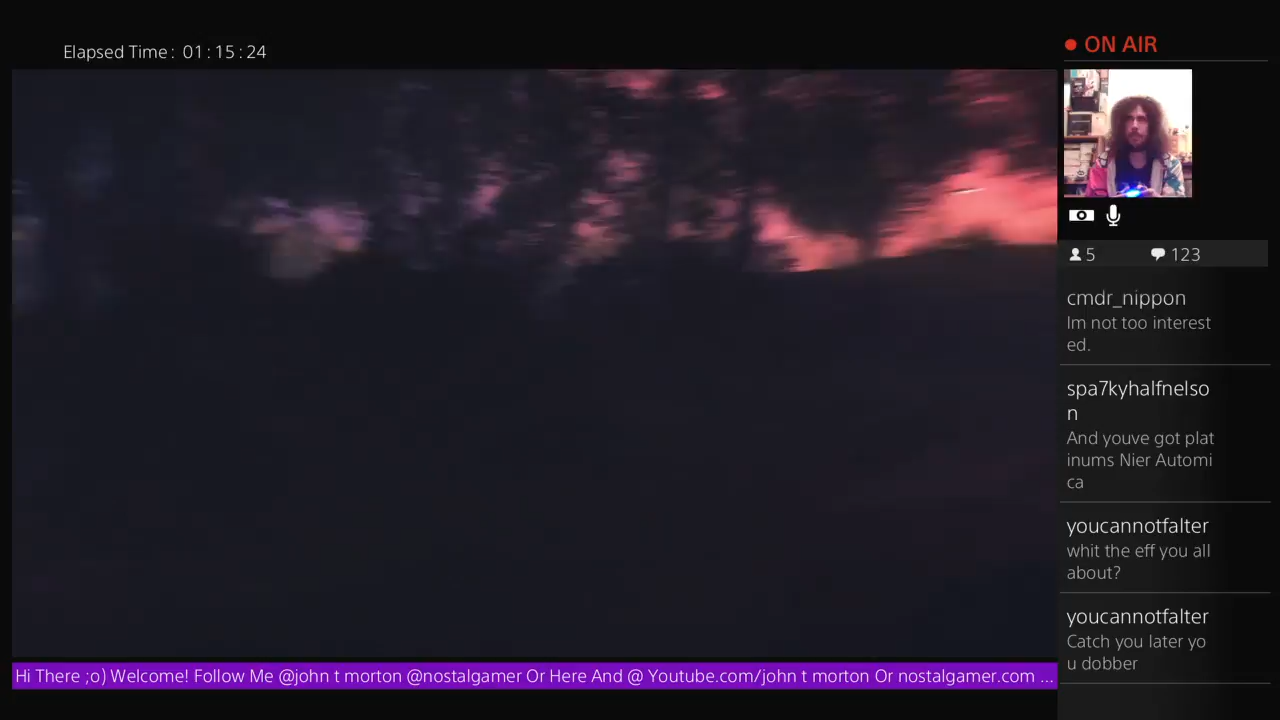 Elapsed Time: 01:15:24
ON AIR
5
123
cmdr_nippon
Im not too interest
ed.
spa7kyhalfnelso
n
And youve got plat
inums Nier Automi
ca
youcannotfalter
whit the eff you all
about?
youcannotfalter
Catch you later yo
u dobber
Hi There ;o) Welcome! Follow Me @john t morton @nostalgamer Or Here And @ Youtube.com/john t morton Or nostalgamer.com ...